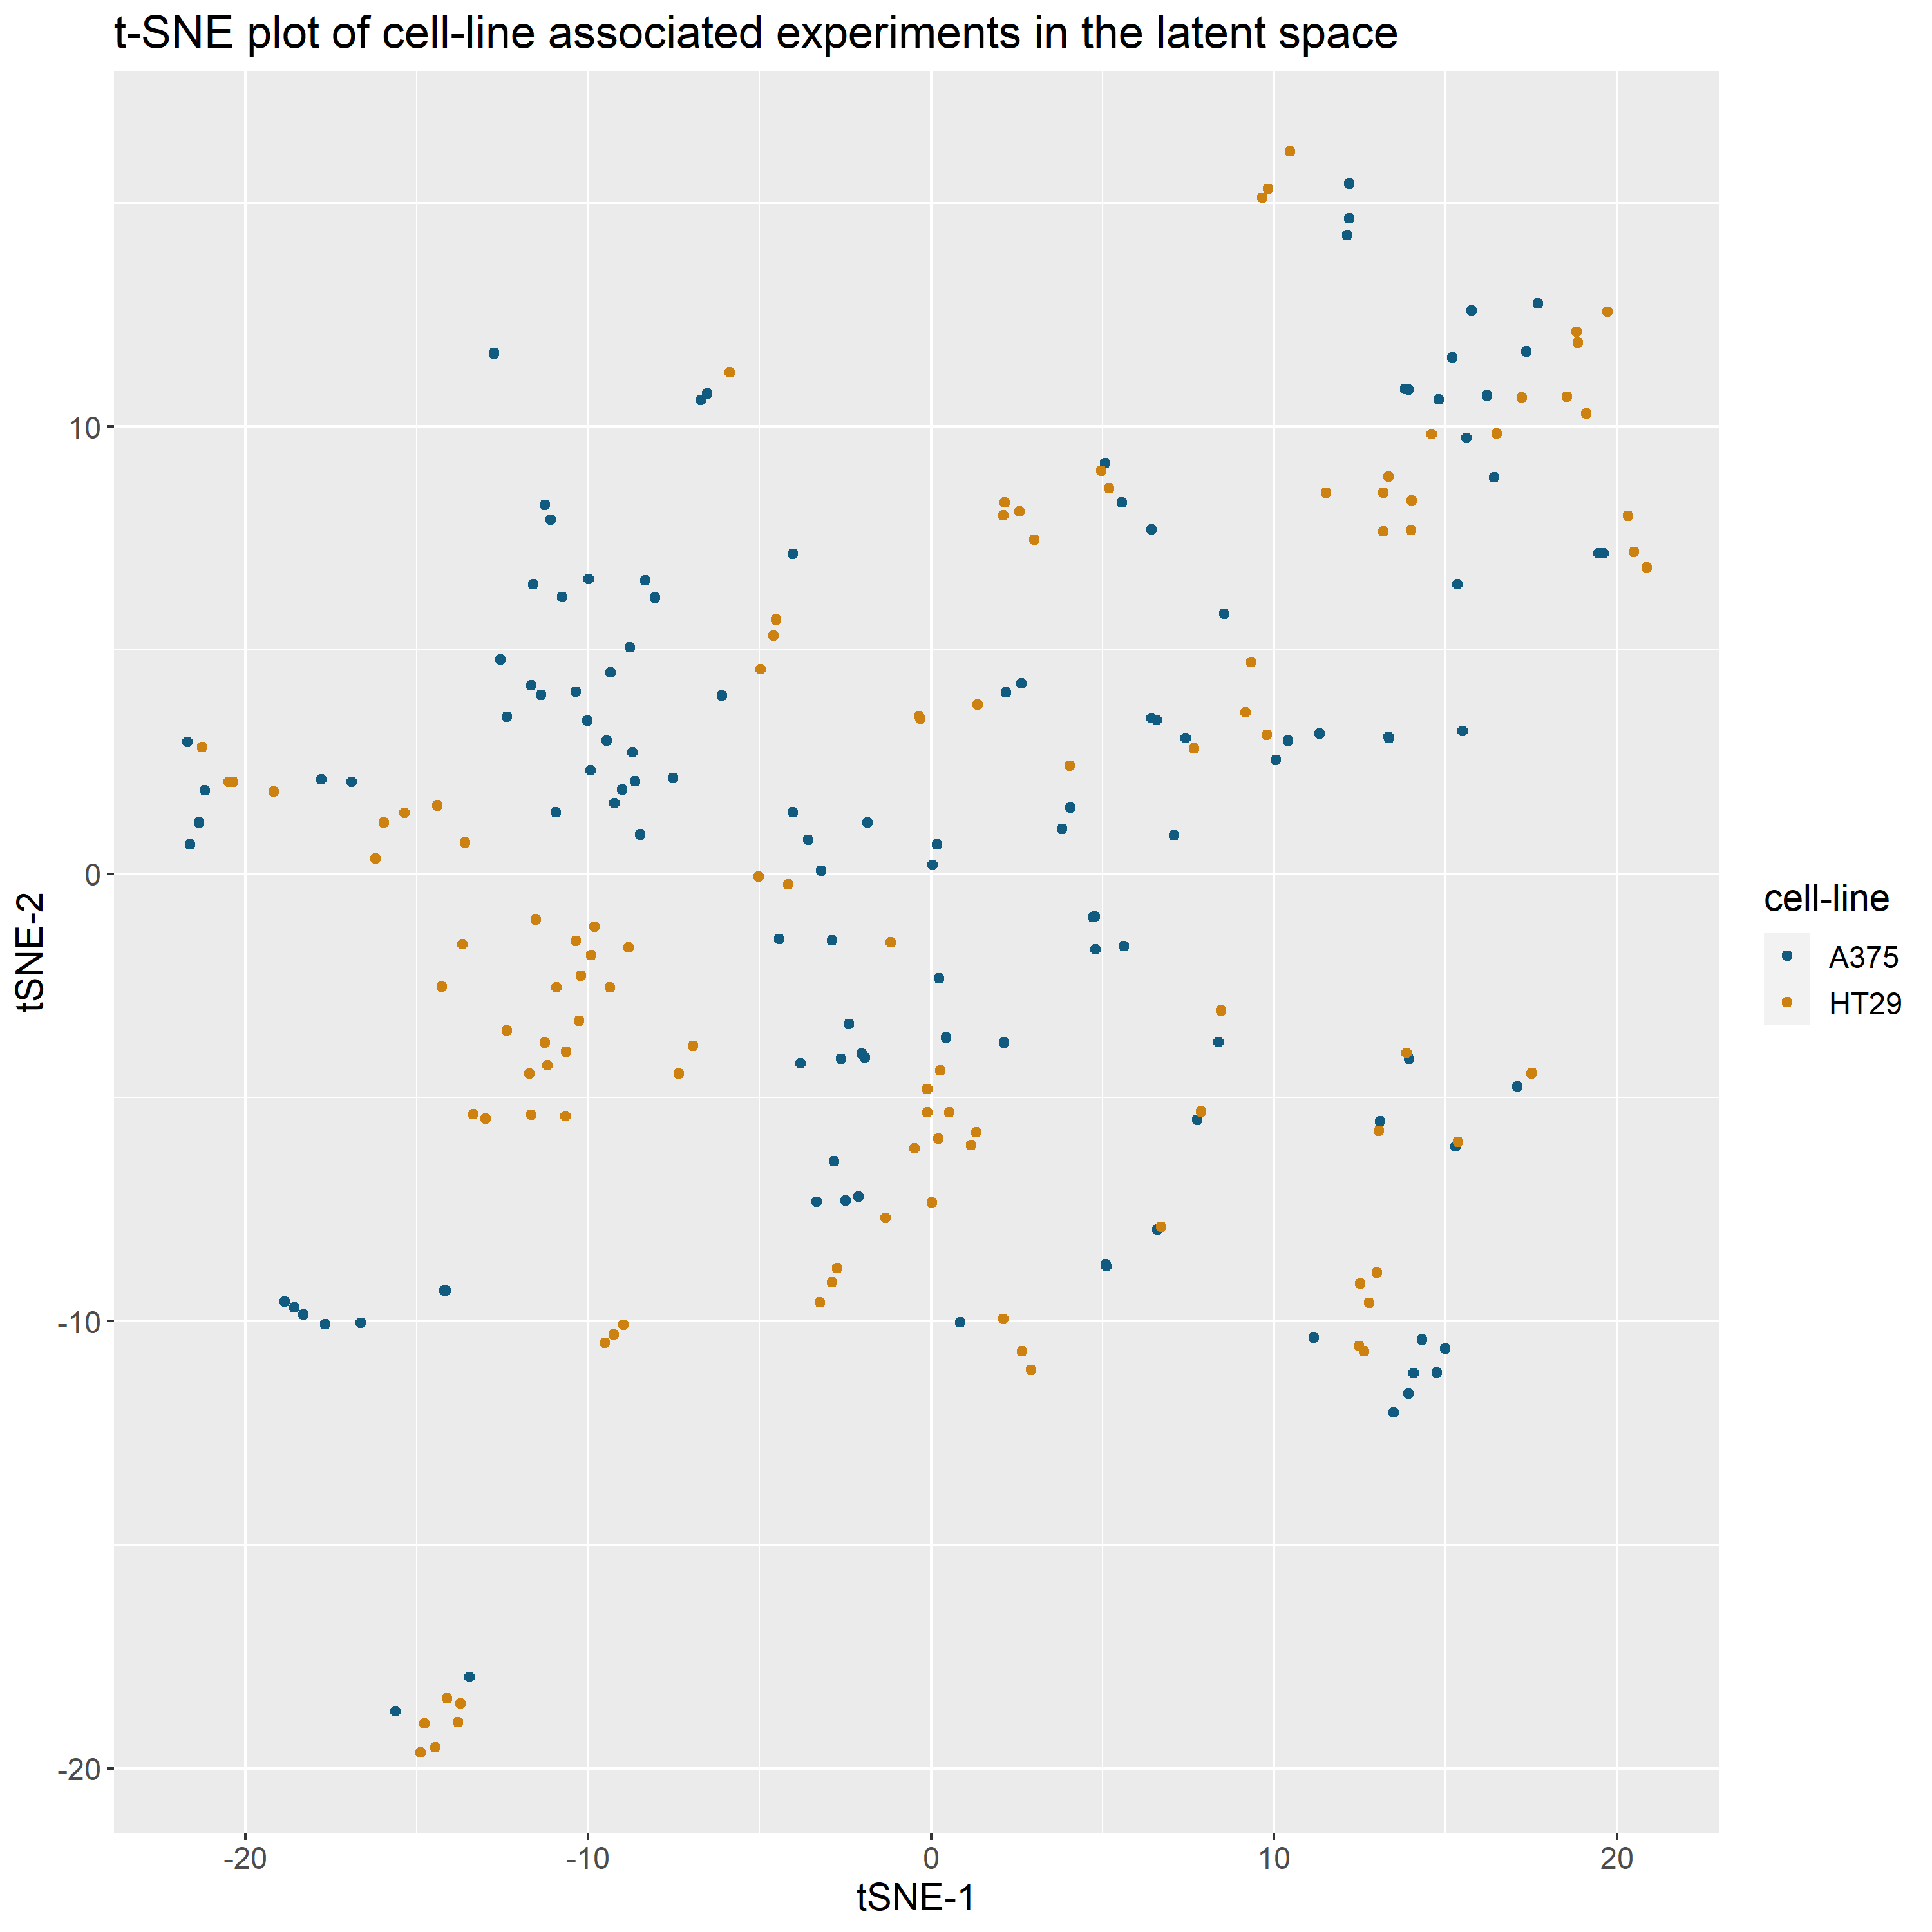 t-SNE plot of cell-line associated experiments in the latent space
10
0
-10
-20
tSNE-2
-20
-10
0
10
20
tSNE-1
cell-line
A375
HT29